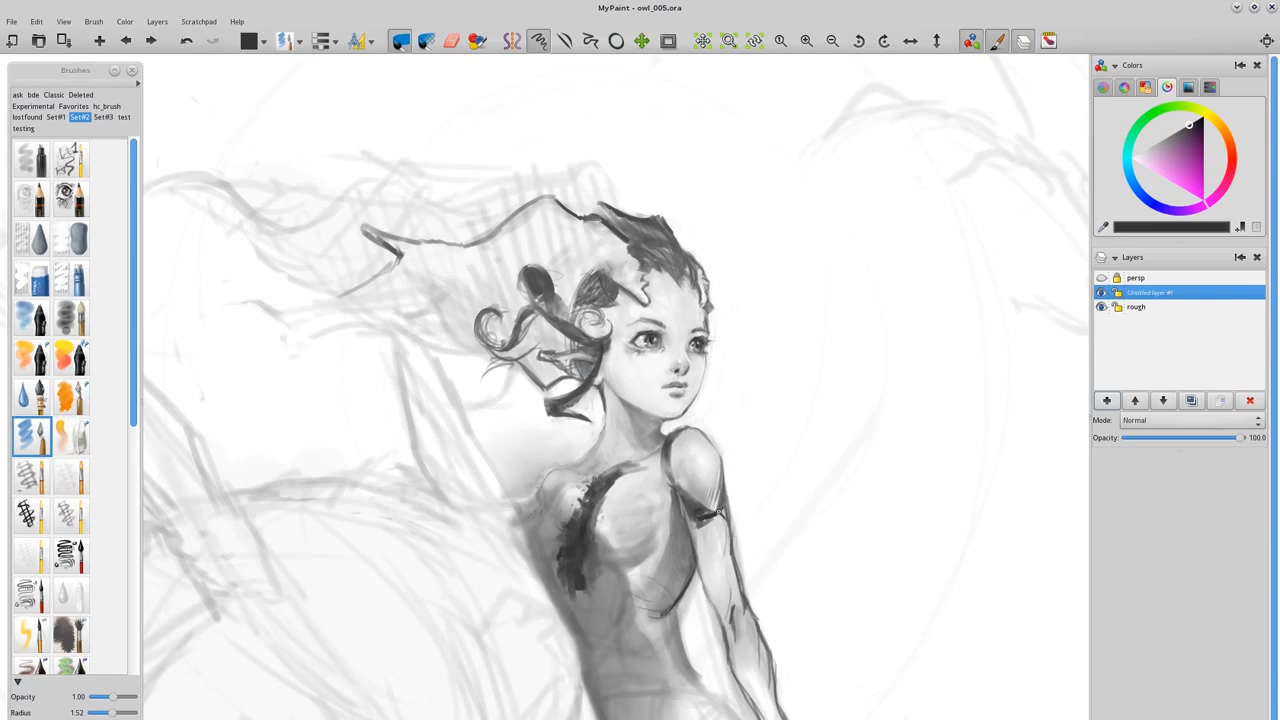 MyPaint - owl_005.ora
File Edit View Brush Color Layers Scratchpad Help
Brushes
ask bde Classic Deleted
Experimental Favorites hc_brush
lostfound Set#1 Set#2 Set#3 test
testing
Opacity 1.00
Radius 1.52
Colors
Layers
persp
Untitled layer #1
rough
Mode: Normal
Opacity: 100.0